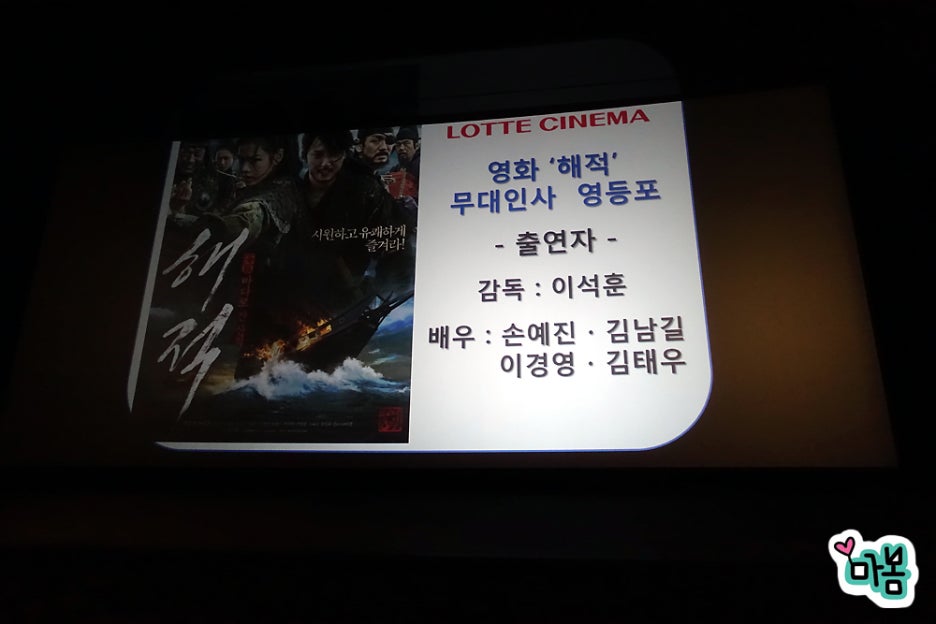 LOTTE CINEMA
영화 '해적'
무대인사 영등포
- 출연자 -
감독 : 이석훈
배우 : 손예진 · 김남길
이경영 · 김태우
시원하고 유쾌하게
즐겨라!
해적
마봄